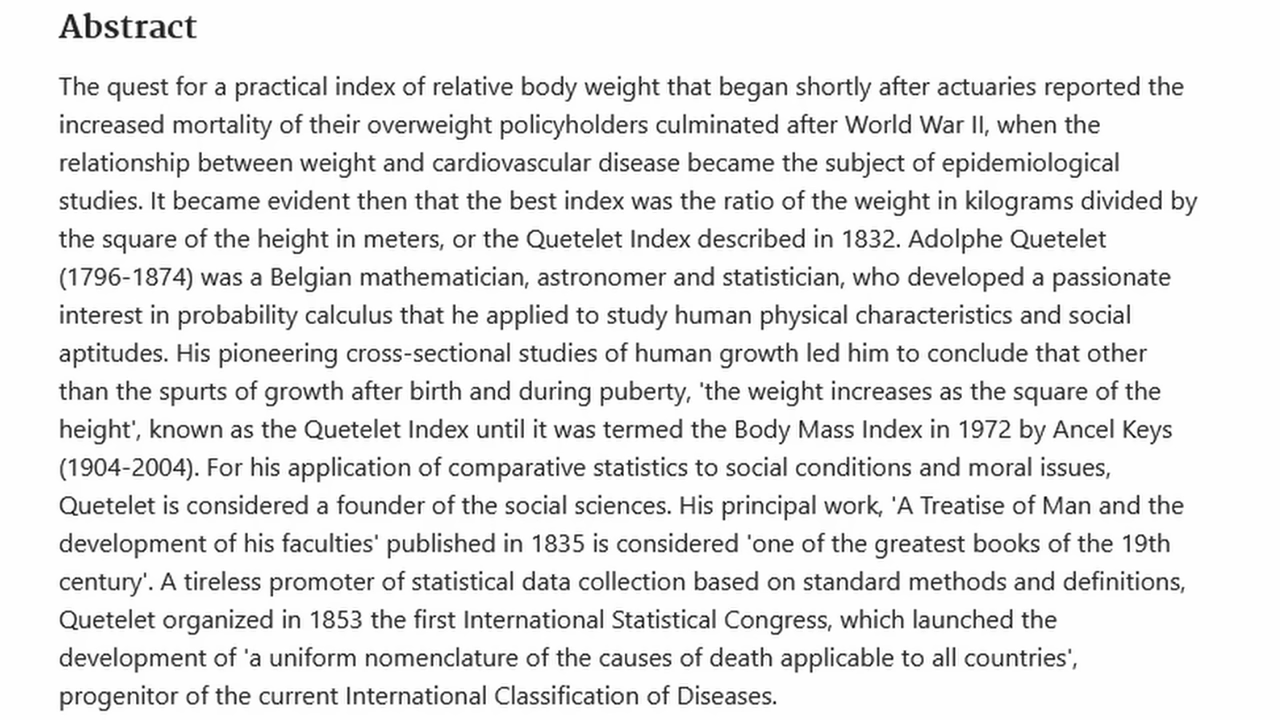 Abstract
The quest for a practical index of relative body weight that began shortly after actuaries reported the
increased mortality of their overweight policyholders culminated after World War II, when the
relationship between weight and cardiovascular disease became the subject of epidemiological
studies. It became evident then that the best index was the ratio of the weight in kilograms divided by
the square of the height in meters, or the Quetelet Index described in 1832. Adolphe Quetelet
(1796-1874) was a Belgian mathematician, astronomer and statistician, who developed a passionate
interest in probability calculus that he applied to study human physical characteristics and social
aptitudes. His pioneering cross-sectional studies of human growth led him to conclude that other
than the spurts of growth after birth and during puberty, 'the weight increases as the square of the
height', known as the Quetelet Index until it was termed the Body Mass Index in 1972 by Ancel Keys
(1904-2004). For his application of comparative statistics to social conditions and moral issues,
Quetelet is considered a founder of the social sciences. His principal work, 'A Treatise of Man and the
development of his faculties' published in 1835 is considered 'one of the greatest books of the 19th
century'. A tireless promoter of statistical data collection based on standard methods and definitions,
Quetelet organized in 1853 the first International Statistical Congress, which launched the
development of 'a uniform nomenclature of the causes of death applicable to all countries',
progenitor of the current International Classification of Diseases.